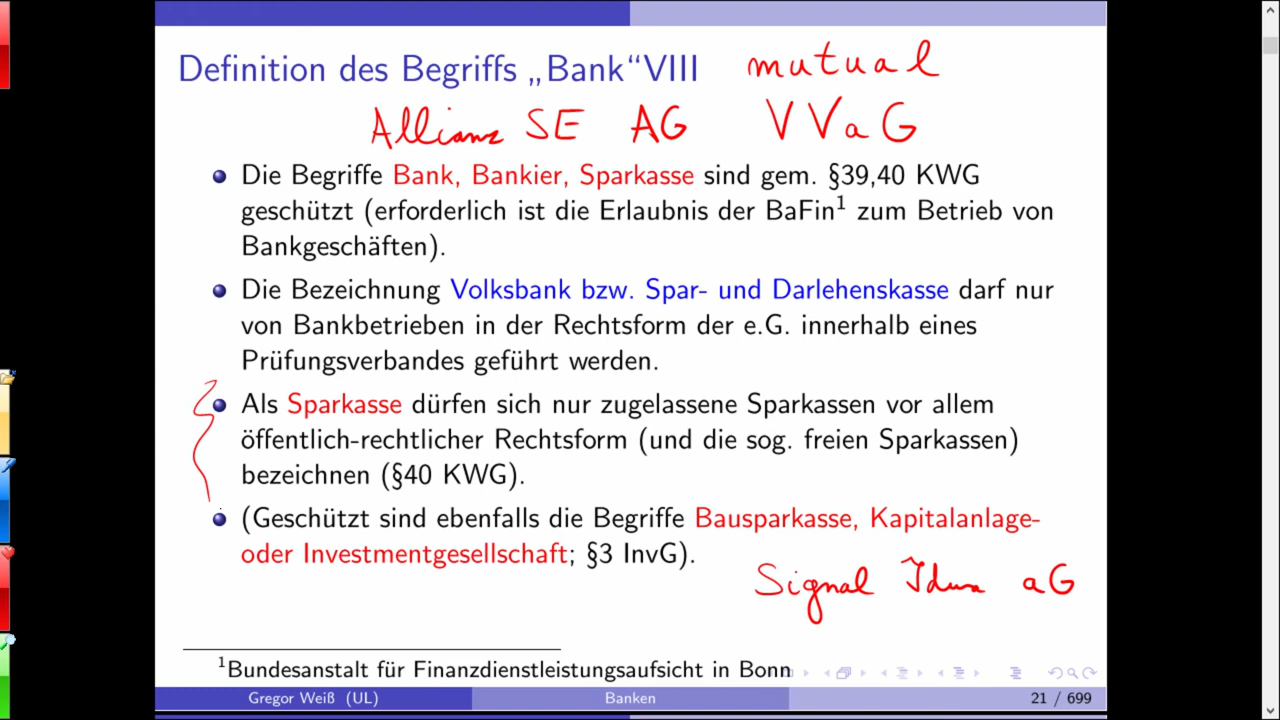 Definition des Begriffs „Bank“VIII mutual
Allianz SE AG VVaG
Die Begriffe Bank, Bankier, Sparkasse sind gem. §39,40 KWG
geschützt (erforderlich ist die Erlaubnis der BaFin1 zum Betrieb von
Bankgeschäften).
Die Bezeichnung Volksbank bzw. Spar- und Darlehenskasse darf nur
von Bankbetrieben in der Rechtsform der e.G. innerhalb eines
Prüfungsverbandes geführt werden.
Als Sparkasse dürfen sich nur zugelassene Sparkassen vor allem
öffentlich-rechtlicher Rechtsform (und die sog. freien Sparkassen)
bezeichnen (§40 KWG).
(Geschützt sind ebenfalls die Begriffe Bausparkasse, Kapitalanlage-
oder Investmentgesellschaft; §3 InvG).
Signal Iduna aG
1Bundesanstalt für Finanzdienstleistungsaufsicht in Bonn
Gregor Weiß (UL) Banken 21 / 699